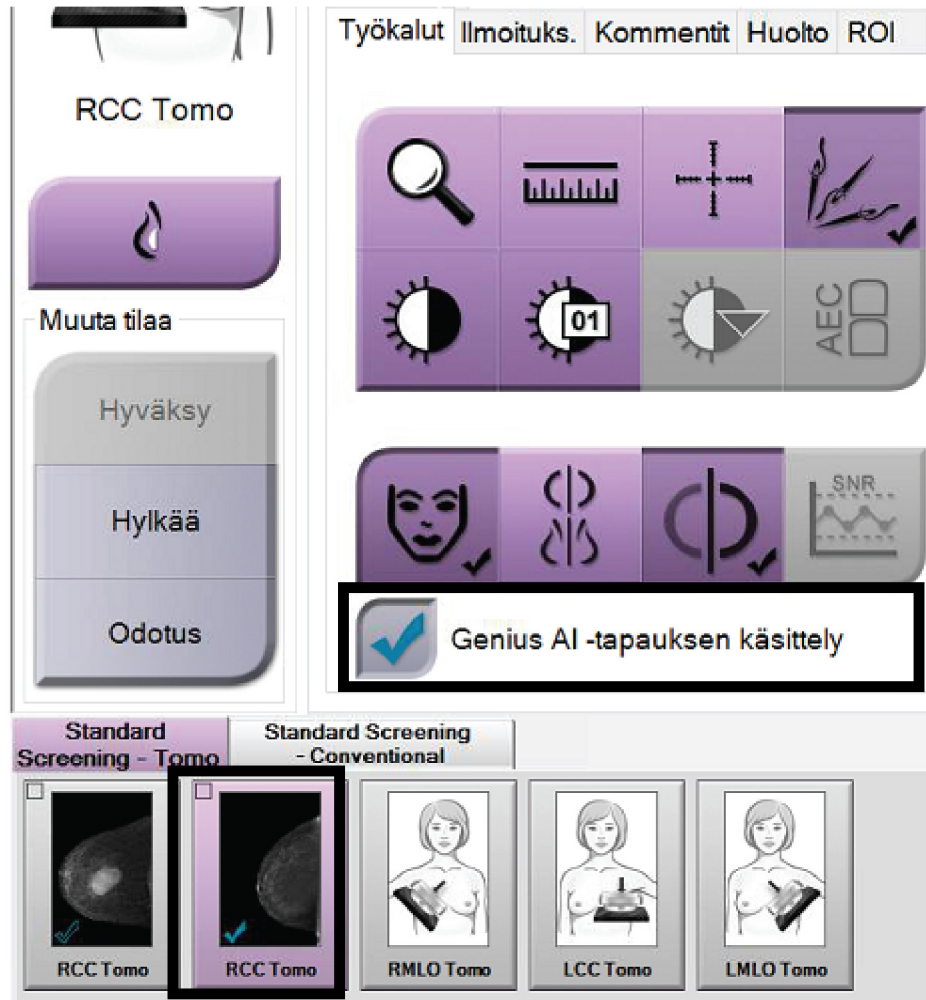 RCC Tomo
Työkalut Ilmoituks. Kommentit Huolto ROI
Muuta tilaa
Hyväksy
Hylkää
Odotus
01
AEC
SNR
Genius AI -tapauksen käsittely
Standard
Screening - Tomo
Standard Screening
- Conventional
RCC Tomo
RCC Tomo
RMLO Tomo
LCC Tomo
LMLO Tomo